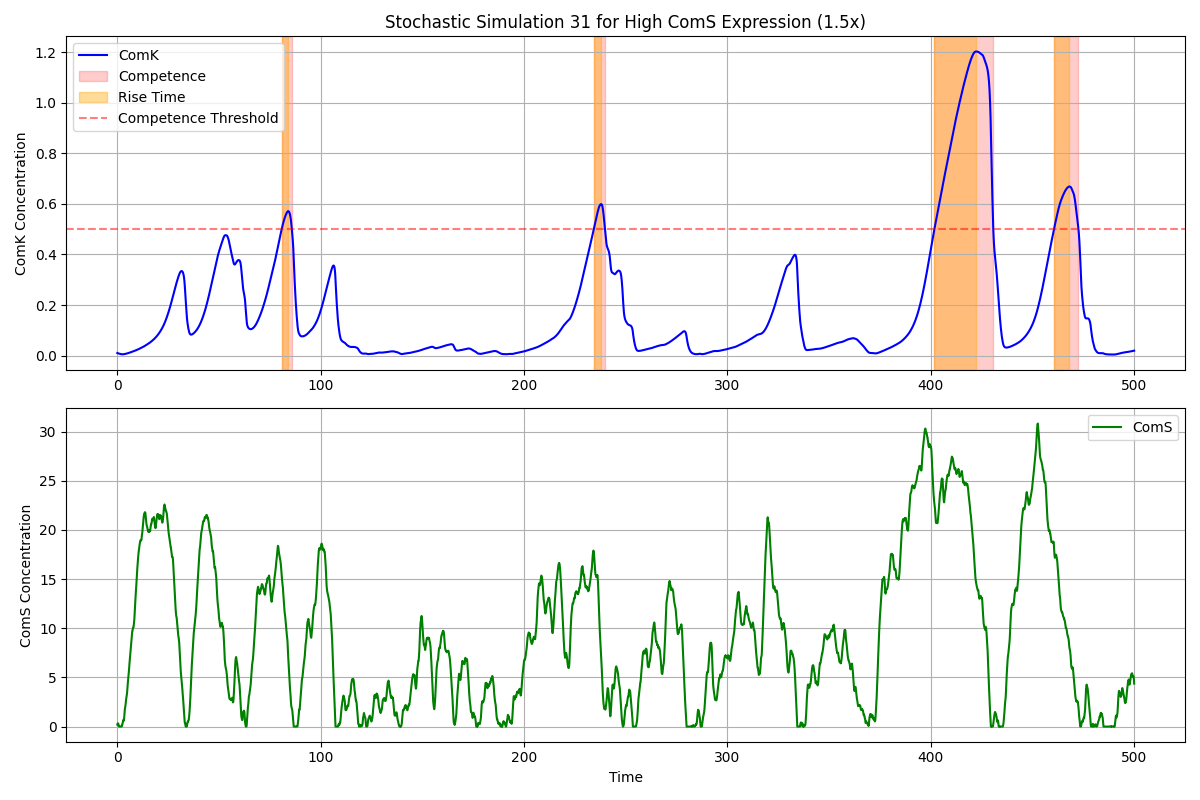 Stochastic Simulation 31 for High ComS Expression (1.5x)
ComK Concentration
1.2
1.0
0.8
0.6
0.4
0.2
0.0
ComK
Competence
Rise Time
Competence Threshold
0 100 200 300 400 500
ComS Concentration
30
25
20
15
10
5
0
ComS
0 100 200 300 400 500
Time